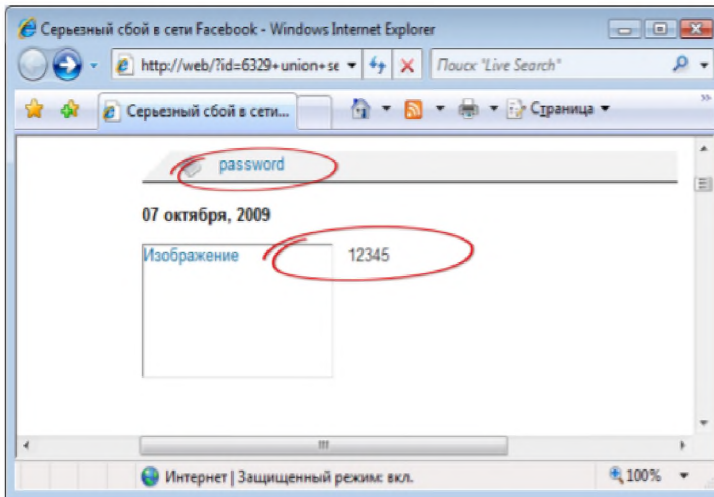 Серьезный сбой в сети Facebook - Windows Internet Explorer
http://web/?id=6329+union+se
Поиск "Live Search"
Серьезный сбой в сети...
Страница
password
07 октября, 2009
Изображение
12345
Интернет | Защищенный режим: вкл.
100%